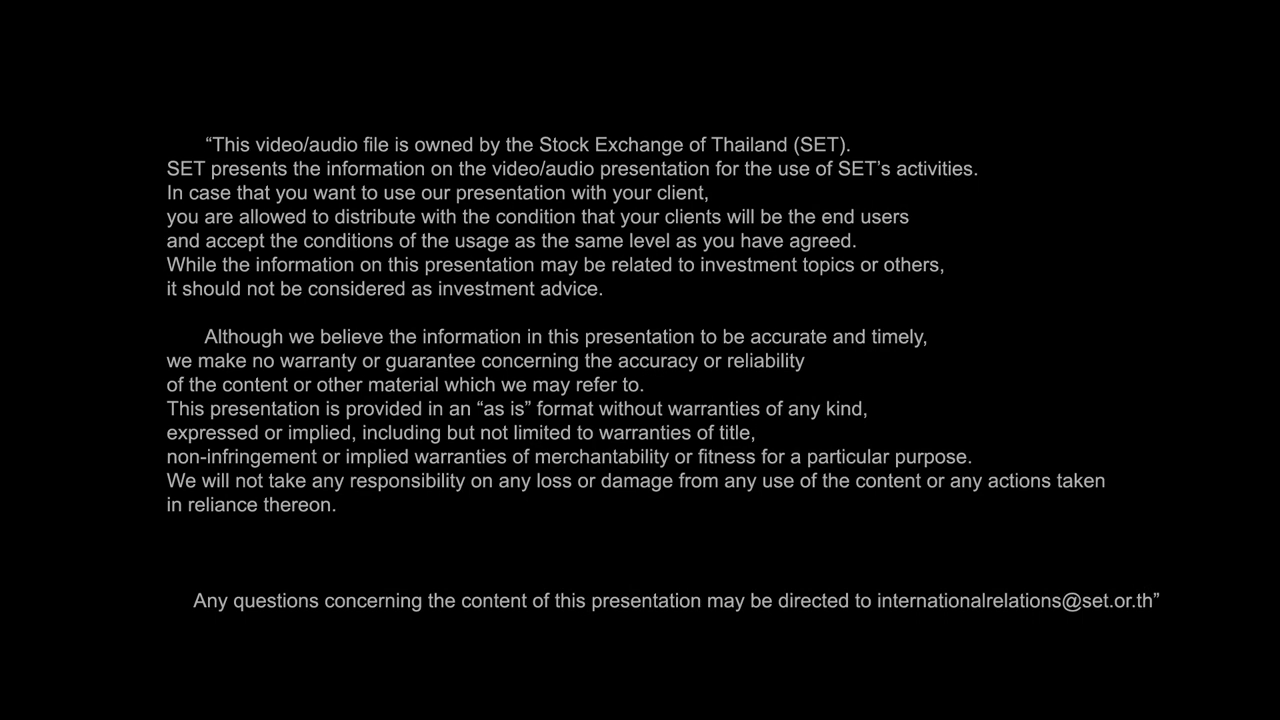 “This video/audio file is owned by the Stock Exchange of Thailand (SET).
SET presents the information on the video/audio presentation for the use of SET’s activities.
In case that you want to use our presentation with your client,
you are allowed to distribute with the condition that your clients will be the end users
and accept the conditions of the usage as the same level as you have agreed.
While the information on this presentation may be related to investment topics or others,
it should not be considered as investment advice.
Although we believe the information in this presentation to be accurate and timely,
we make no warranty or guarantee concerning the accuracy or reliability
of the content or other material which we may refer to.
This presentation is provided in an “as is” format without warranties of any kind,
expressed or implied, including but not limited to warranties of title,
non-infringement or implied warranties of merchantability or fitness for a particular purpose.
We will not take any responsibility on any loss or damage from any use of the content or any actions taken
in reliance thereon.
Any questions concerning the content of this presentation may be directed to internationalrelations@set.or.th”